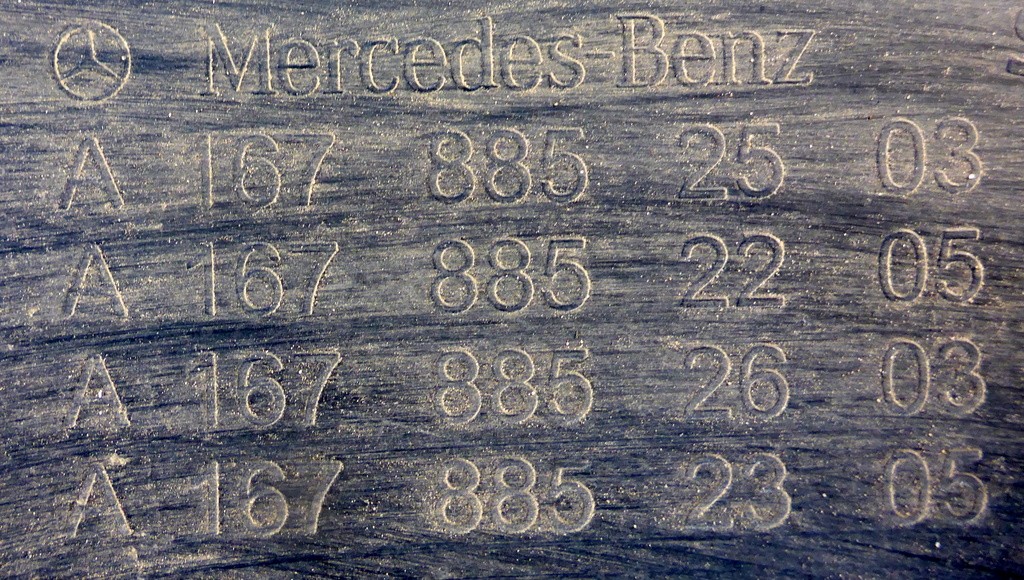 Mercedes-Benz
A 167 885 25 03
A 167 885 22 05
A 167 885 26 03
A 167 885 23 05